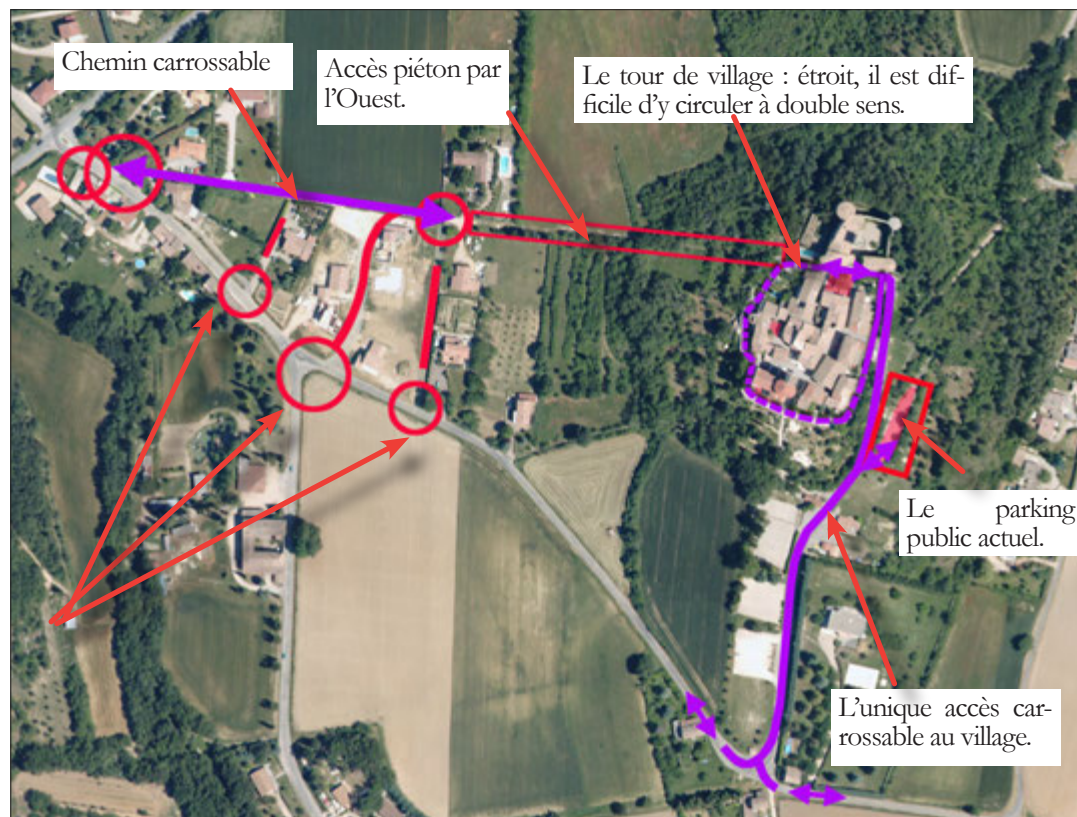 Chemin carrossable
Accès piéton par
l'Ouest.
Le tour de village : étroit, il est dif-
ficile d'y circuler à double sens.
Le parking
public actuel.
L'unique accès car-
rossable au village.